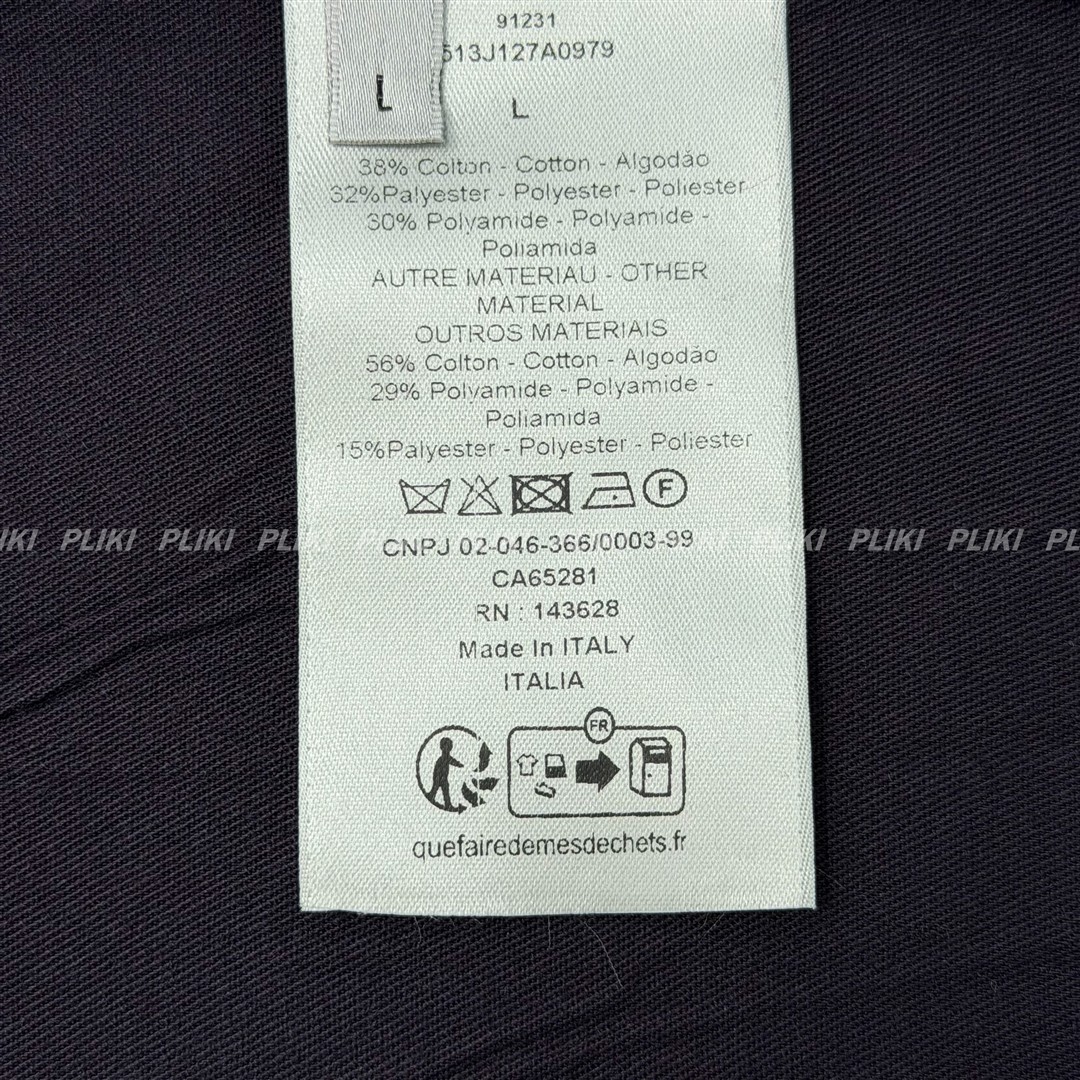 91231
513J127A0979
L
L
38% Colton - Cotton - Algodão
32%Palyester - Polyester - Poliester
30% Polyamide - Polyamide -
Poliamida
AUTRE MATERIAU - OTHER
MATERIAL
OUTROS MATERIAIS
56% Colton - Cotton - Algodão
29% Polyamide - Polyamide -
Poliamida
15%Palyester - Polyester - Poliester
F
PLIKI PLIKI PLIKI PLIKI
CNPJ 02-046-366/0003-99
CA65281
RN : 143628
Made In ITALY
ITALIA
FR
quefairedemesdechets.fr